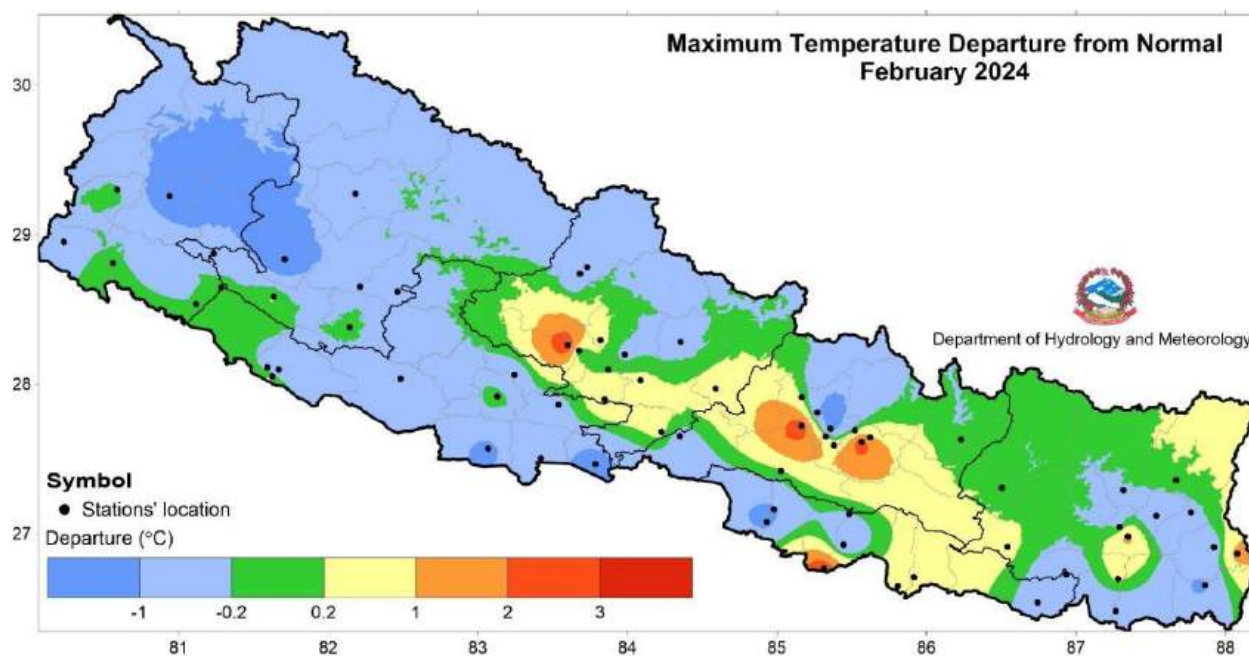 Maximum Temperature Departure from Normal
February 2024
30
29
28
27
Department of Hydrology and Meteorology
Symbol
Stations' location
Departure (°C)
-1 -0.2 0.2 1 2 3
81 82 83 84 85 86 87 88